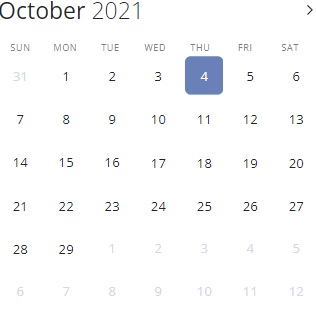 October 2021
SUN MON TUE WED THU FRI SAT
31 1 2 3 4 5 6
7 8 9 10 11 12 13
14 15 16 17 18 19 20
21 22 23 24 25 26 27
28 29 1 2 3 4 5
6 7 8 9 10 11 12